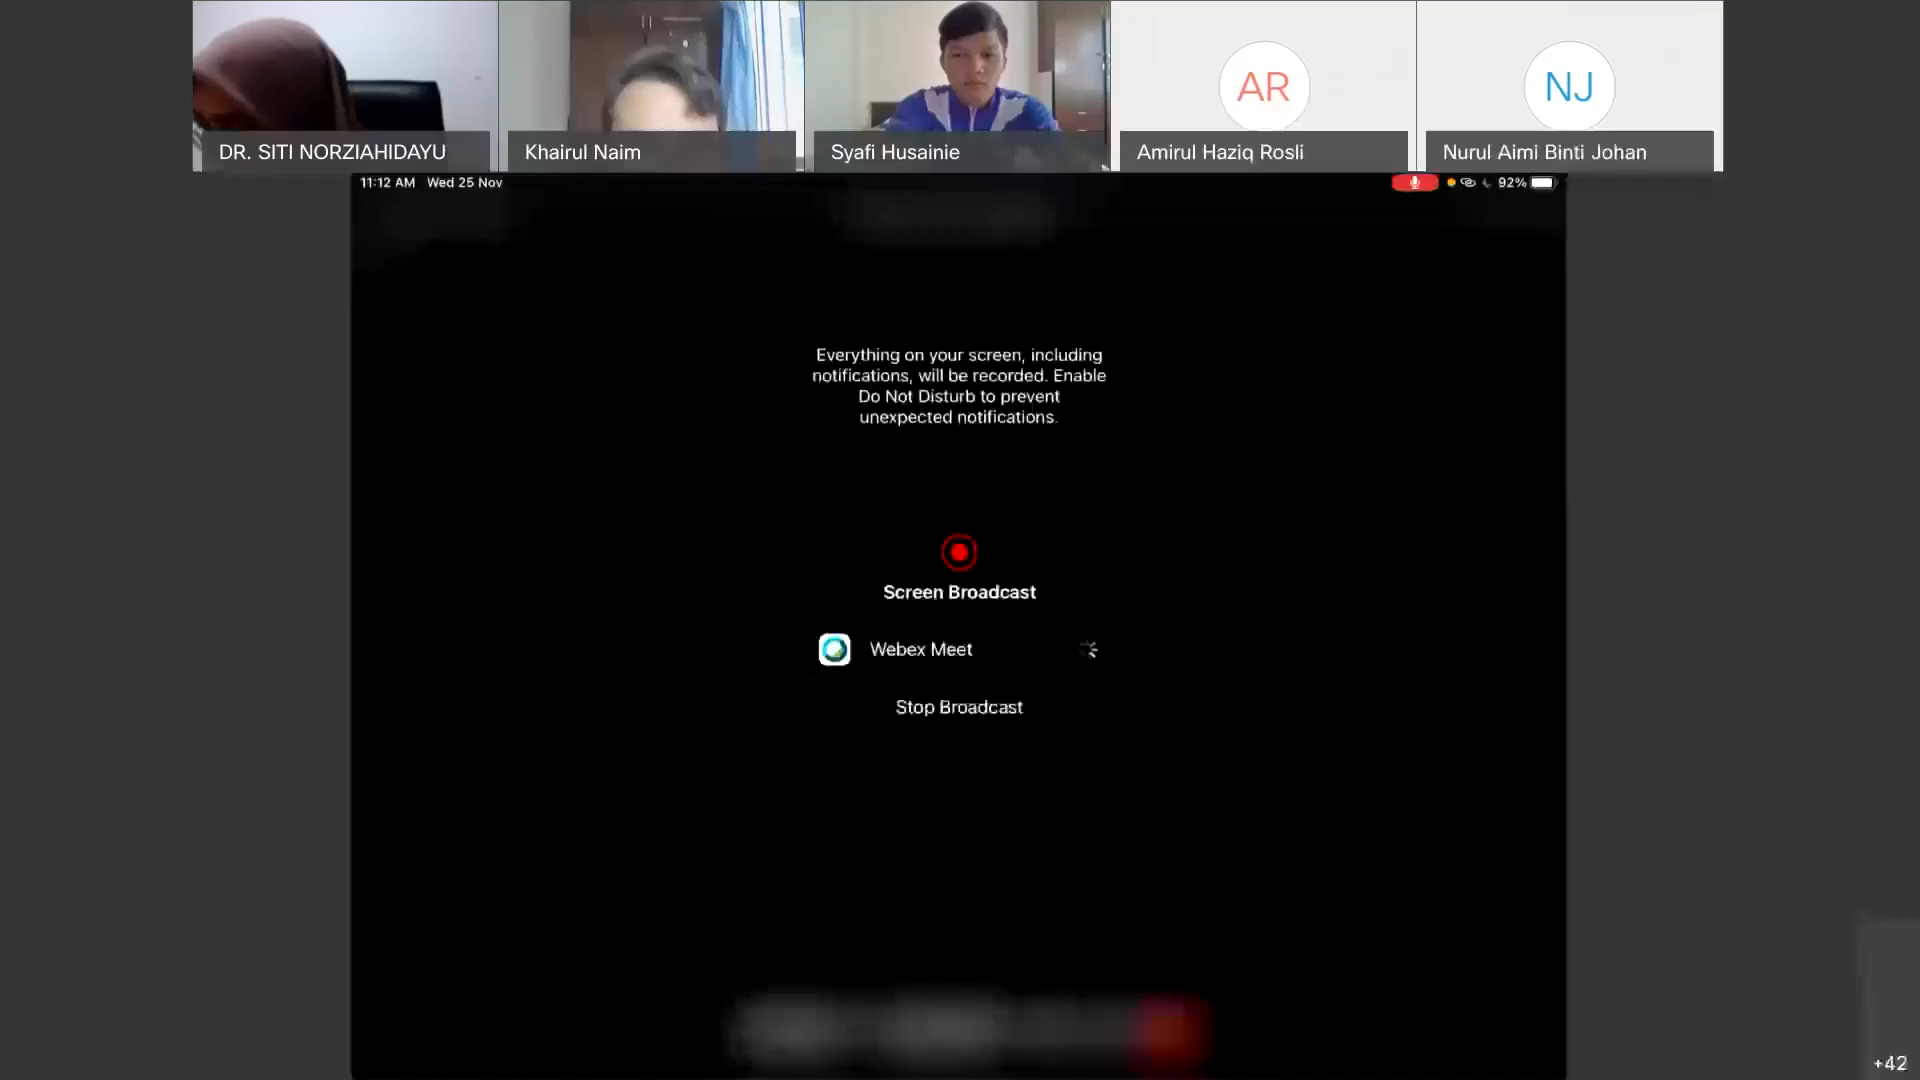 DR. SITI NORZIAHIDAYU
Khairul Naim
Syafi Husainie
AR
Amirul Haziq Rosli
NJ
Nurul Aimi Binti Johan
11:12 AM Wed 25 Nov
92%
Everything on your screen, including
notifications, will be recorded. Enable
Do Not Disturb to prevent
unexpected notifications.
Screen Broadcast
Webex Meet
Stop Broadcast
+42